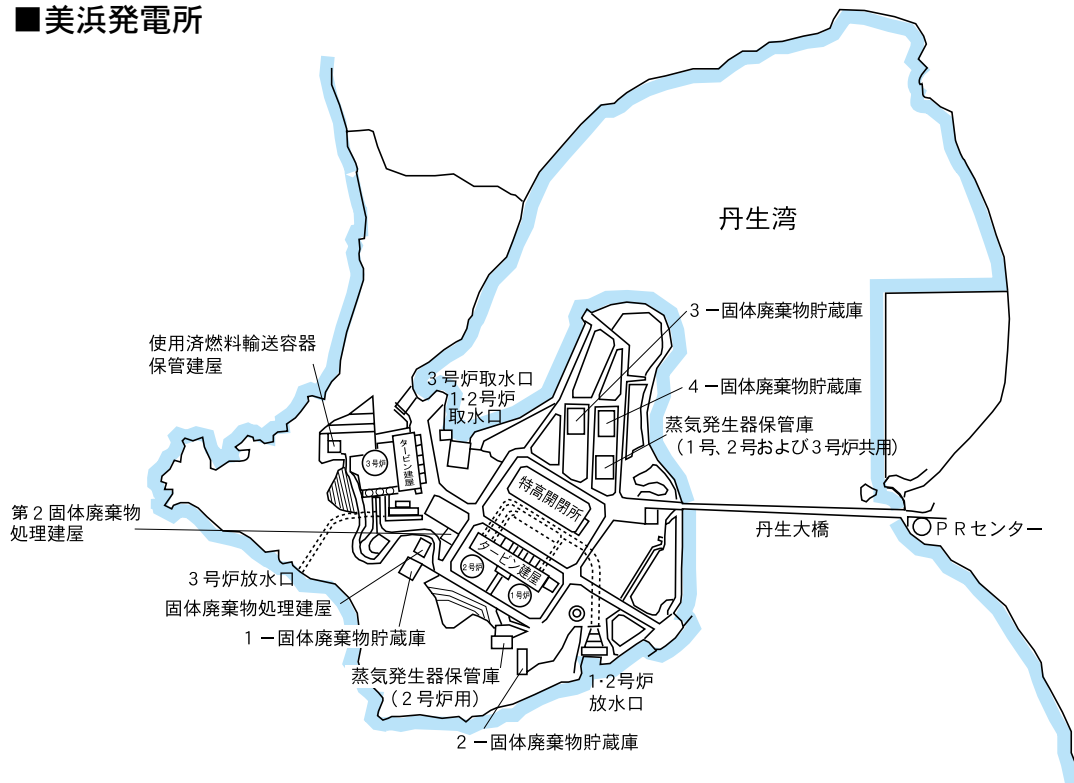 ■美浜発電所
丹生湾
3－固体廃棄物貯蔵庫
使用済燃料輸送容器
保管建屋
3号炉取水口
1・2号炉
取水口
4－固体廃棄物貯蔵庫
蒸気発生器保管庫
（1号、2号および3号炉共用）
タービン建屋
3号炉
特高開閉所
第2固体廃棄物
処理建屋
丹生大橋
PRセンター
タービン建屋
2号炉
1号炉
3号炉放水口
固体廃棄物処理建屋
1－固体廃棄物貯蔵庫
蒸気発生器保管庫
（2号炉用）
1・2号炉
放水口
2－固体廃棄物貯蔵庫